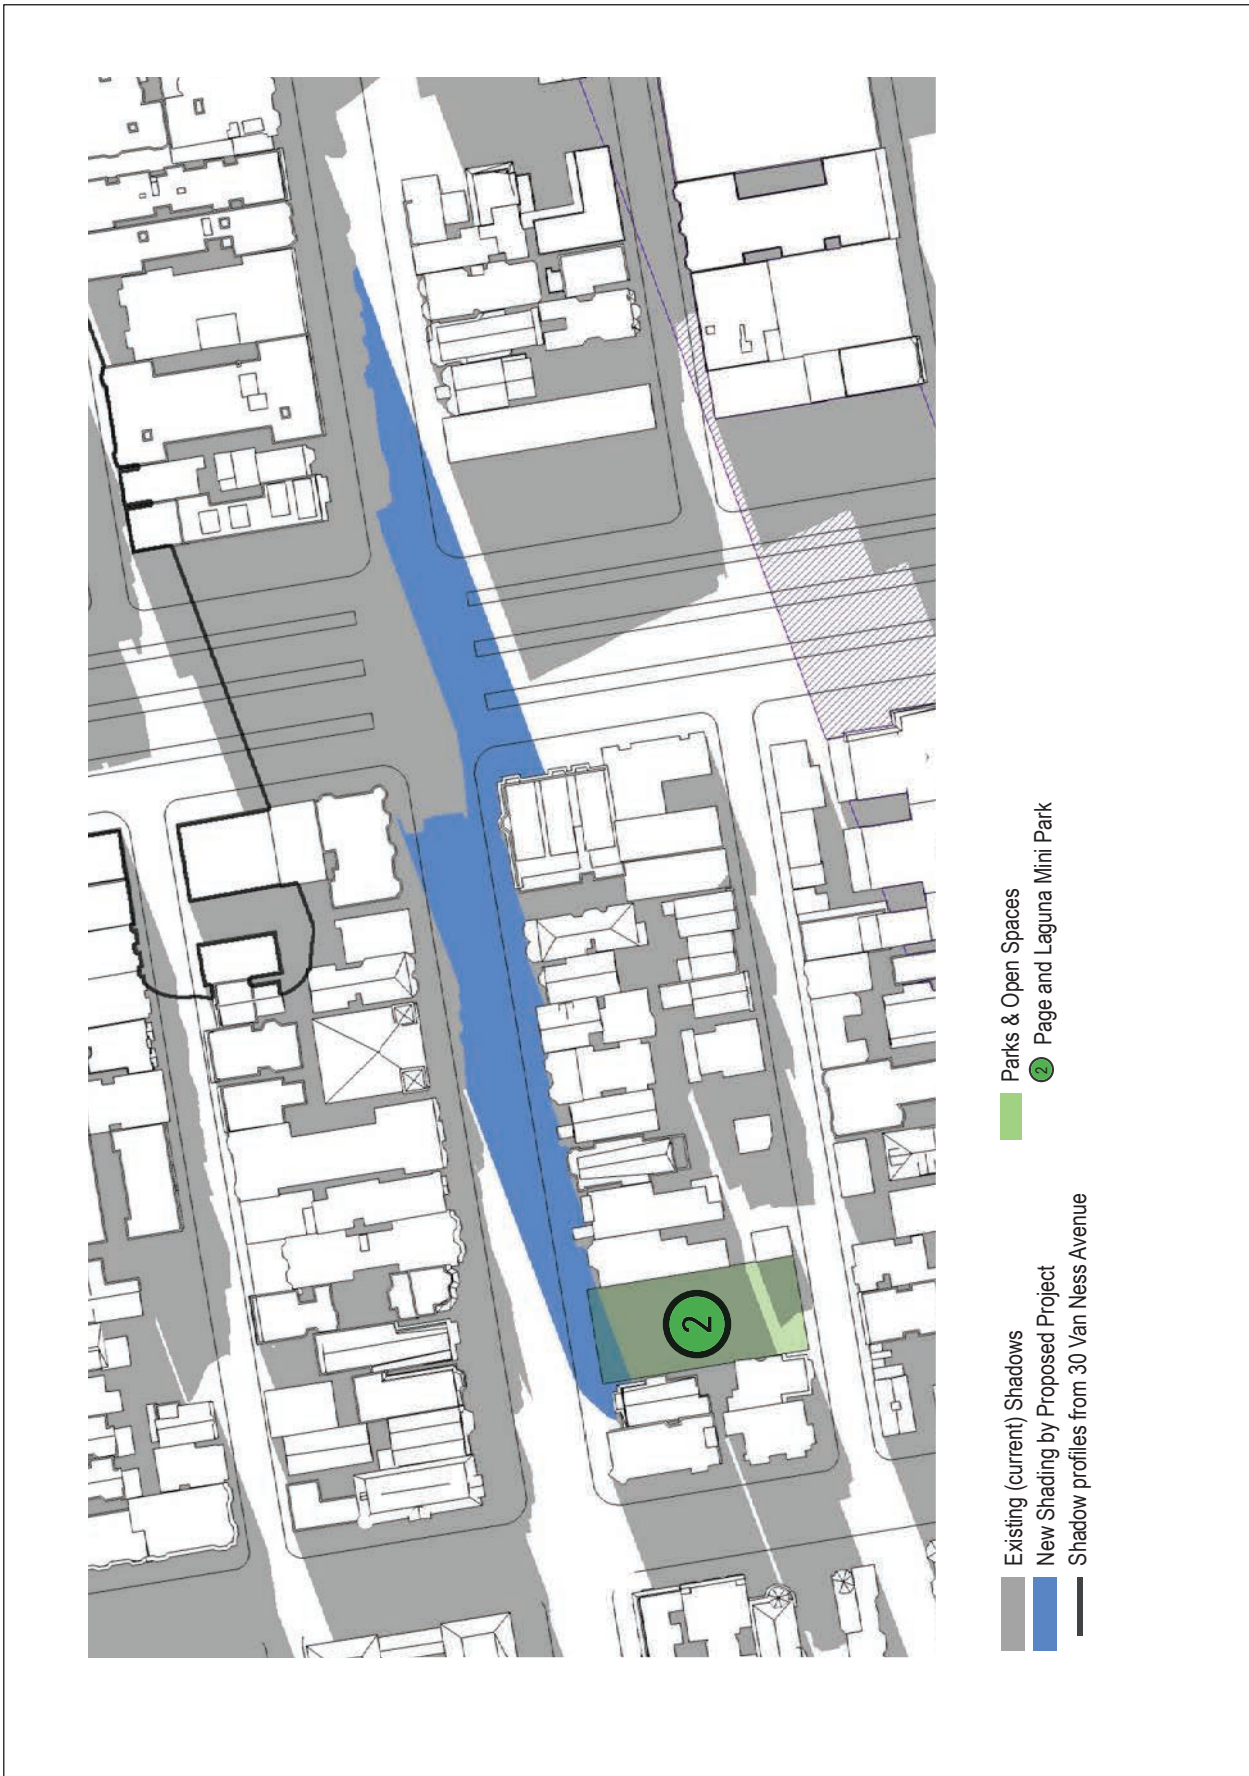 2
Existing (current) Shadows
New Shading by Proposed Project
Shadow profiles from 30 Van Ness Avenue
Parks & Open Spaces
2 Page and Laguna Mini Park